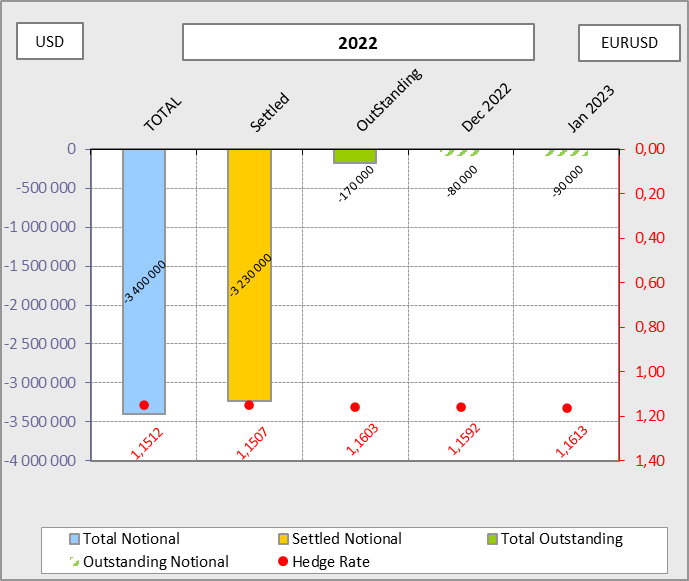 USD
2022
EURUSD
TOTAL
Settled
OutStanding
Dec 2022
Jan 2023
0
-500 000
-1 000 000
-1 500 000
-2 000 000
-2 500 000
-3 000 000
-3 500 000
-4 000 000
-3 400 000
-3 230 000
-170 000
-80 000
-90 000
1,1512
1,1507
1,1603
1,1592
1,1613
0,00
0,20
0,40
0,60
0,80
1,00
1,20
1,40
Total Notional
Settled Notional
Total Outstanding
Outstanding Notional
Hedge Rate